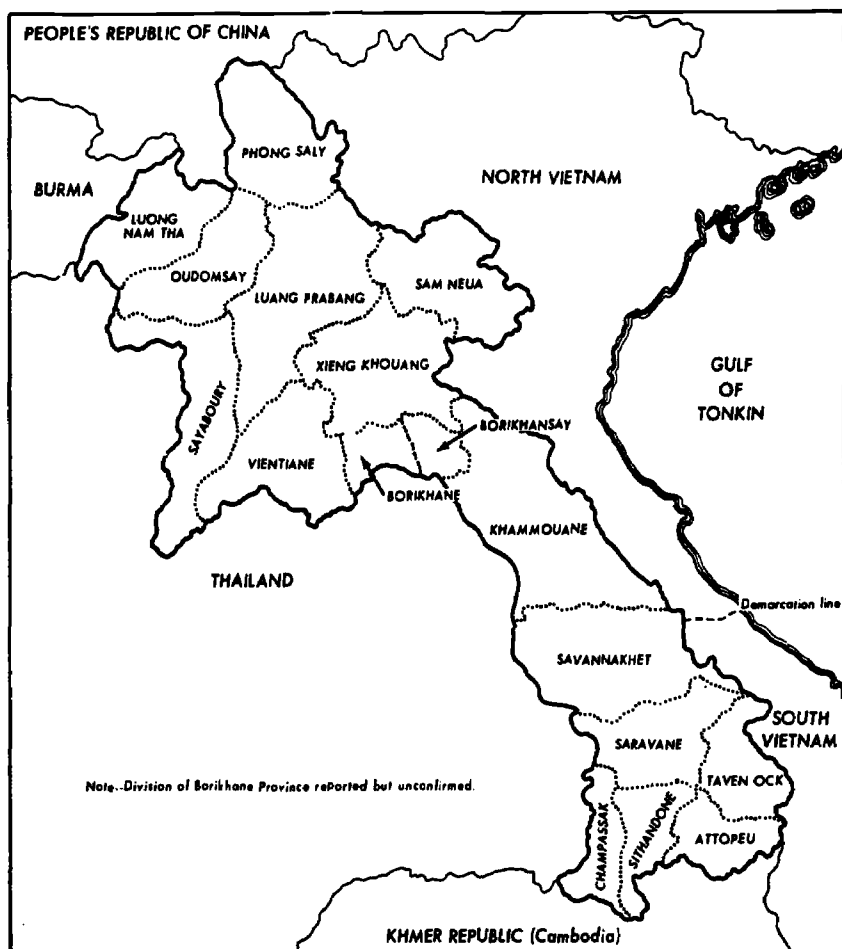 PEOPLE'S REPUBLIC OF CHINA
PHONG SALY
NORTH VIETNAM
BURMA
LUONG
NAM THA
OUDOMSAY
LUANG PRABANG
SAM NEUA
XIENG KHOUANG
GULF
OF
TONKIN
SAYABOURY
BORIKHANSAY
VIENTIANE
BORIKHANE
KHAMMOUANE
THAILAND
Demarcation line
SAVANNAKHET
SOUTH
VIETNAM
SARAVANE
TAVEN OCK
Note--Division of Borikhane Province reported but unconfirmed.
CHAMPASSAK
SITHANDONE
ATTOPEU
KHMER REPUBLIC (Cambodia)